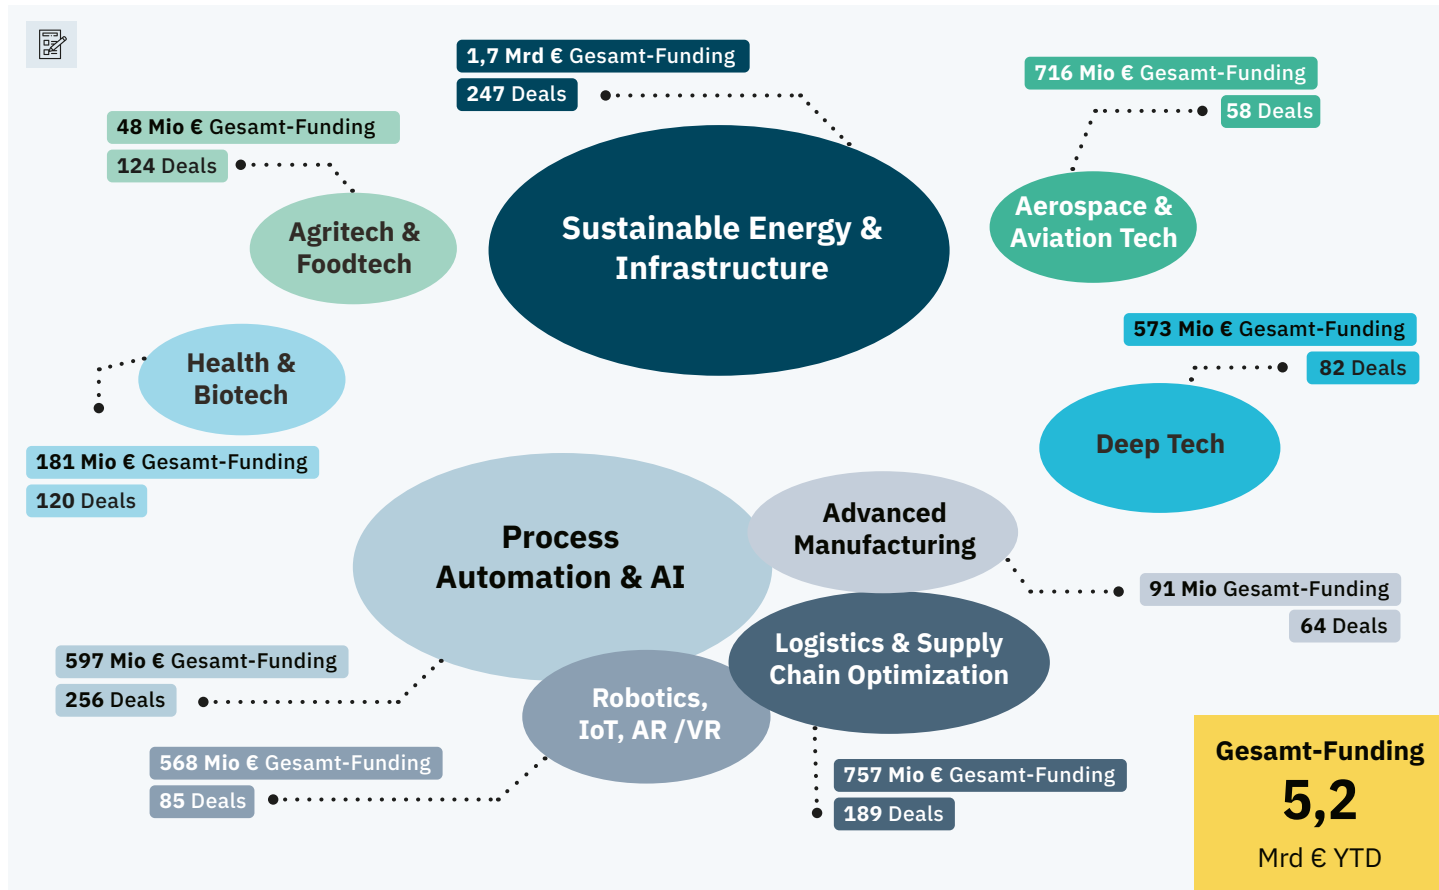 1,7 Mrd € Gesamt-Funding
247 Deals
716 Mio € Gesamt-Funding
58 Deals
48 Mio € Gesamt-Funding
124 Deals
Agritech &
Foodtech
Sustainable Energy &
Infrastructure
Aerospace &
Aviation Tech
573 Mio € Gesamt-Funding
82 Deals
Health &
Biotech
Deep Tech
181 Mio € Gesamt-Funding
120 Deals
Process
Automation & AI
Advanced
Manufacturing
91 Mio Gesamt-Funding
64 Deals
Logistics & Supply
Chain Optimization
597 Mio € Gesamt-Funding
256 Deals
Robotics,
IoT, AR /VR
568 Mio € Gesamt-Funding
85 Deals
757 Mio € Gesamt-Funding
189 Deals
Gesamt-Funding
5,2
Mrd € YTD